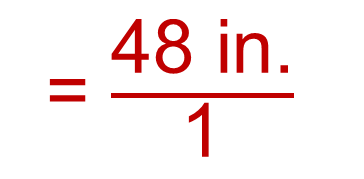 = 48 in.
1